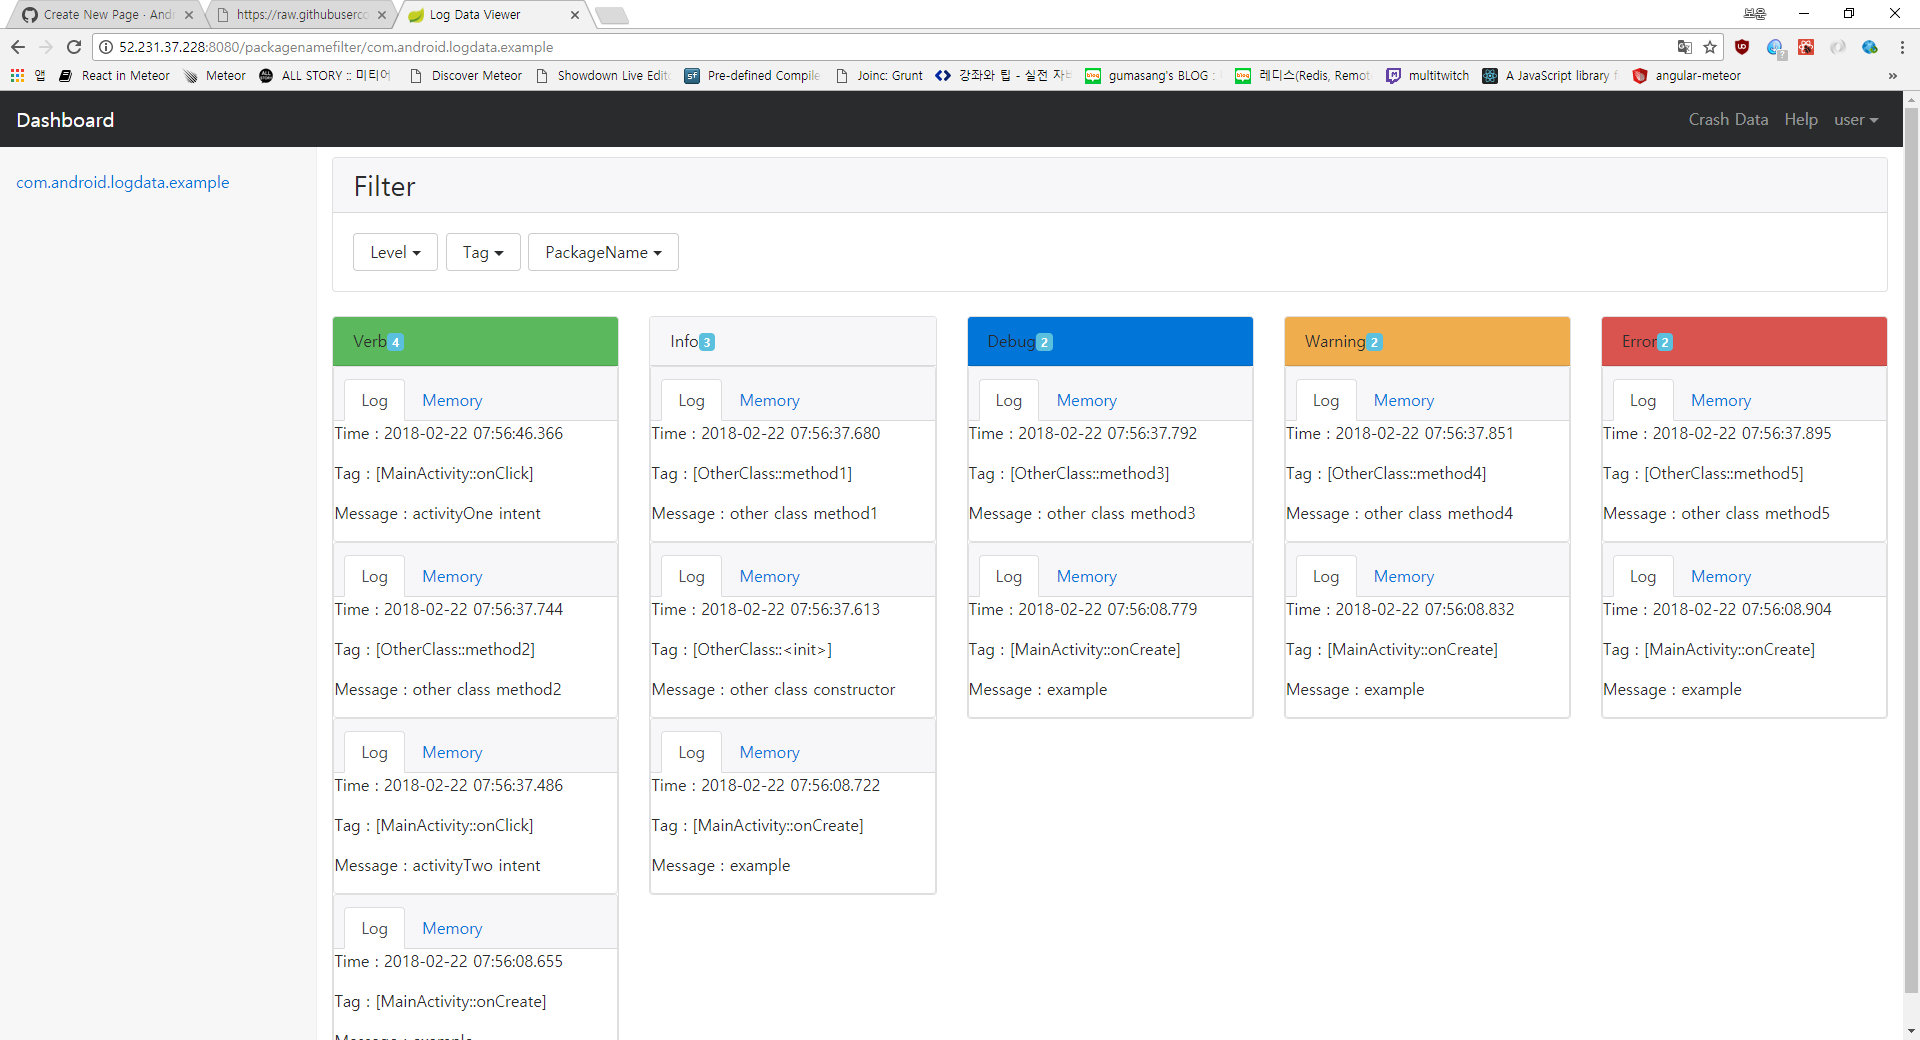 Create New Page · Andr
https://raw.githubuserco
Log Data Viewer
보운
52.231.37.228:8080/packagenamefilter/com.android.logdata.example
앱
React in Meteor
Meteor
ALL STORY :: 미티어
Discover Meteor
Showdown Live Edit
Pre-defined Compile
Joinc: Grunt
강좌와 팁 - 실전 자바
gumasang's BLOG :
레디스(Redis, Remot
multitwitch
A JavaScript library f
angular-meteor
Dashboard
Crash Data
Help
user
com.android.logdata.example
Filter
Level
Tag
PackageName
Verb 4
Log Memory
Time : 2018-02-22 07:56:46.366
Tag : [MainActivity::onClick]
Message : activityOne intent
Log Memory
Time : 2018-02-22 07:56:37.744
Tag : [OtherClass::method2]
Message : other class method2
Log Memory
Time : 2018-02-22 07:56:37.486
Tag : [MainActivity::onClick]
Message : activityTwo intent
Log Memory
Time : 2018-02-22 07:56:08.655
Tag : [MainActivity::onCreate]
Message : example
Info 3
Log Memory
Time : 2018-02-22 07:56:37.680
Tag : [OtherClass::method1]
Message : other class method1
Log Memory
Time : 2018-02-22 07:56:37.613
Tag : [OtherClass::<init>]
Message : other class constructor
Log Memory
Time : 2018-02-22 07:56:08.722
Tag : [MainActivity::onCreate]
Message : example
Debug 2
Log Memory
Time : 2018-02-22 07:56:37.792
Tag : [OtherClass::method3]
Message : other class method3
Log Memory
Time : 2018-02-22 07:56:08.779
Tag : [MainActivity::onCreate]
Message : example
Warning 2
Log Memory
Time : 2018-02-22 07:56:37.851
Tag : [OtherClass::method4]
Message : other class method4
Log Memory
Time : 2018-02-22 07:56:08.832
Tag : [MainActivity::onCreate]
Message : example
Error 2
Log Memory
Time : 2018-02-22 07:56:37.895
Tag : [OtherClass::method5]
Message : other class method5
Log Memory
Time : 2018-02-22 07:56:08.904
Tag : [MainActivity::onCreate]
Message : example